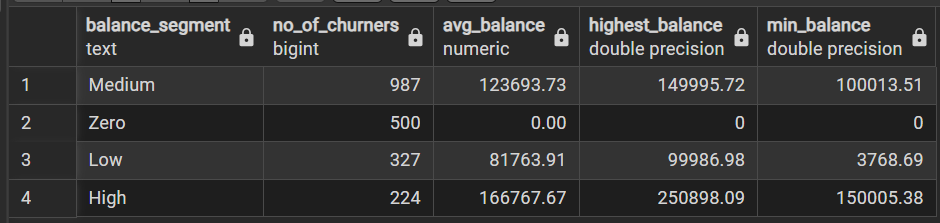 balance_segment no_of_churners avg_balance highest_balance min_balance
text bigint numeric double precision double precision
1 Medium 987 123693.73 149995.72 100013.51
2 Zero 500 0.00 0 0
3 Low 327 81763.91 99986.98 3768.69
4 High 224 166767.67 250898.09 150005.38